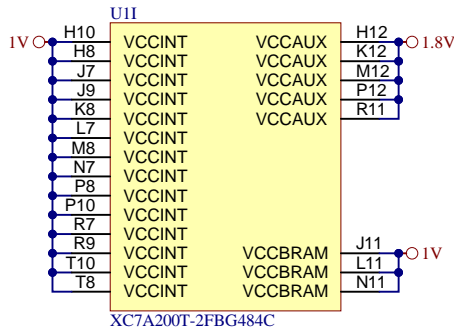 U1I
1V H10 VCCINT VCCAUX H12 1.8V
H8 VCCINT VCCAUX K12
J7 VCCINT VCCAUX M12
J9 VCCINT VCCAUX P12
K8 VCCINT VCCAUX R11
L7 VCCINT
M8 VCCINT
N7 VCCINT
P8 VCCINT
P10 VCCINT
R7 VCCINT
R9 VCCINT VCCBRAM J11 1V
T10 VCCINT VCCBRAM L11
T8 VCCINT VCCBRAM N11
XC7A200T-2FBG484C